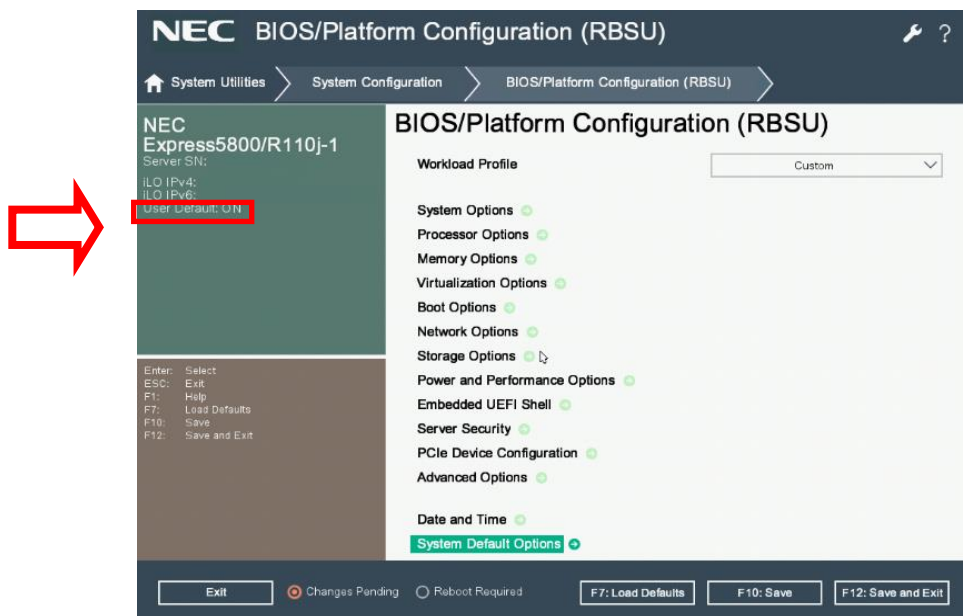 NEC BIOS/Platform Configuration (RBSU)
?
System Utilities
System Configuration
BIOS/Platform Configuration (RBSU)
NEC
Express5800/R110j-1
Server SN:
iLO IPv4:
iLO IPv6:
User Default: ON
Enter: Select
ESC: Exit
F1: Help
F7: Load Defaults
F10: Save
F12: Save and Exit
BIOS/Platform Configuration (RBSU)
Workload Profile
Custom
System Options
Processor Options
Memory Options
Virtualization Options
Boot Options
Network Options
Storage Options
Power and Performance Options
Embedded UEFI Shell
Server Security
PCIe Device Configuration
Advanced Options
Date and Time
System Default Options
Exit
Changes Pending
Reboot Required
F7: Load Defaults
F10: Save
F12: Save and Exit